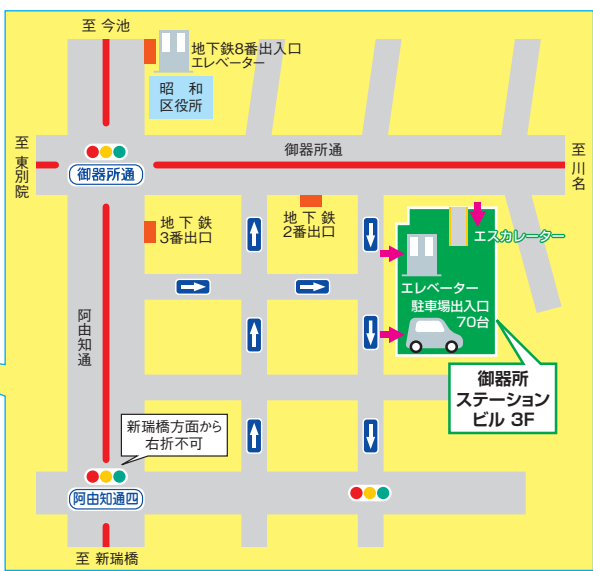 至 今池
地下鉄8番出入口
エレベーター
昭 和
区役所
至 東別院
御器所通
御器所通
至 川名
地 下 鉄
3番出口
地 下 鉄
2番出口
エスカレーター
エレベーター
駐車場出入口
70台
阿由知通
御器所
ステーション
ビル 3F
新瑞橋方面から
右折不可
阿由知通四
至 新瑞橋